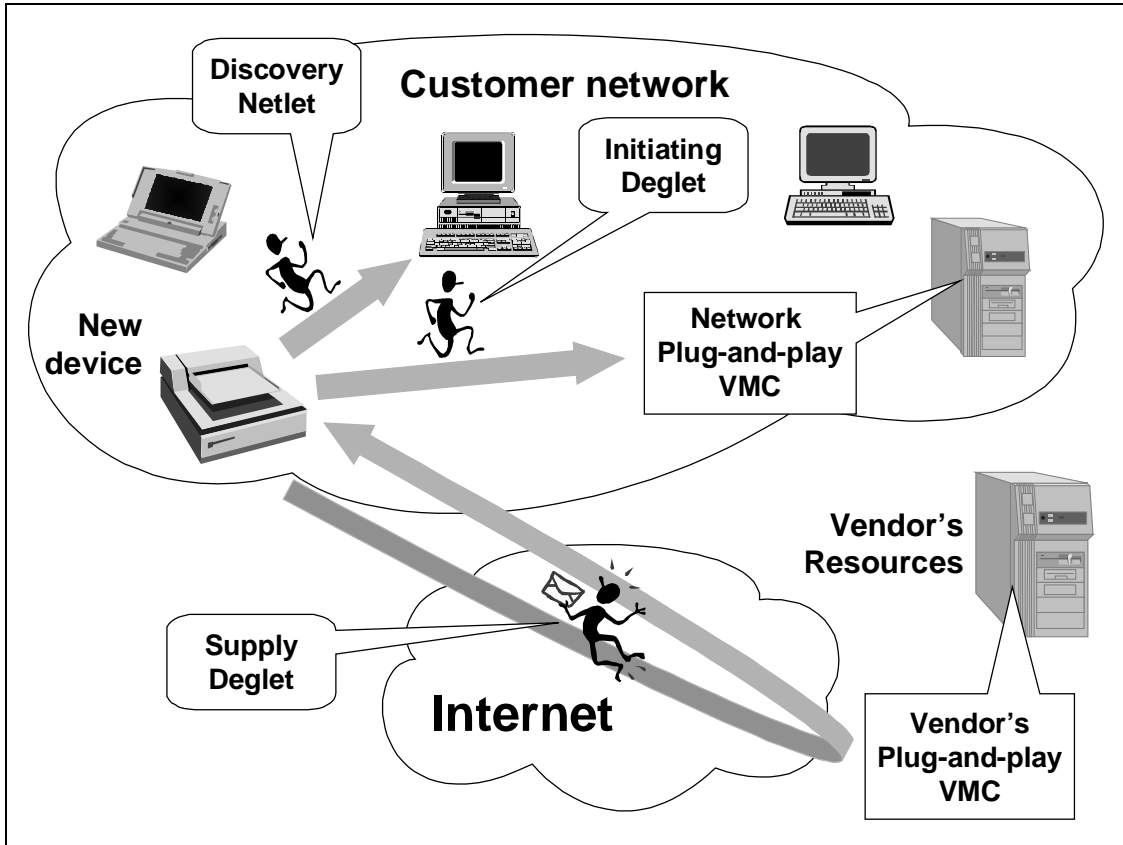 Discovery
Netlet
Customer network
Initiating
Deglet
New
device
Network
Plug-and-play
VMC
Vendor’s
Resources
Supply
Deglet
Internet
Vendor’s
Plug-and-play
VMC